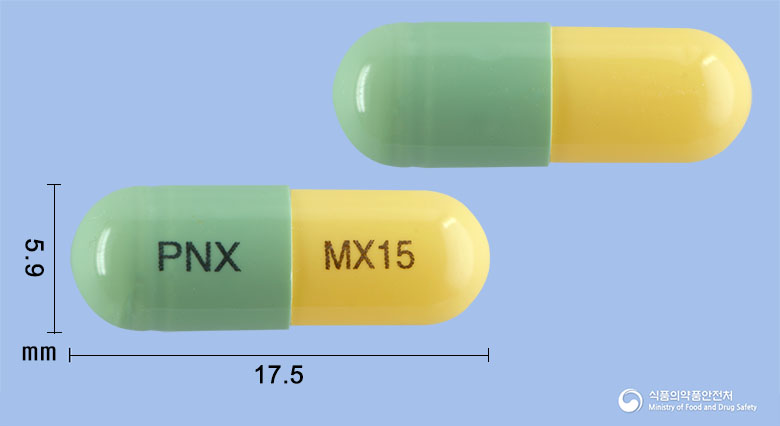 PNX MX15
5.9
mm
17.5
식품의약품안전처
Ministry of Food and Drug Safety